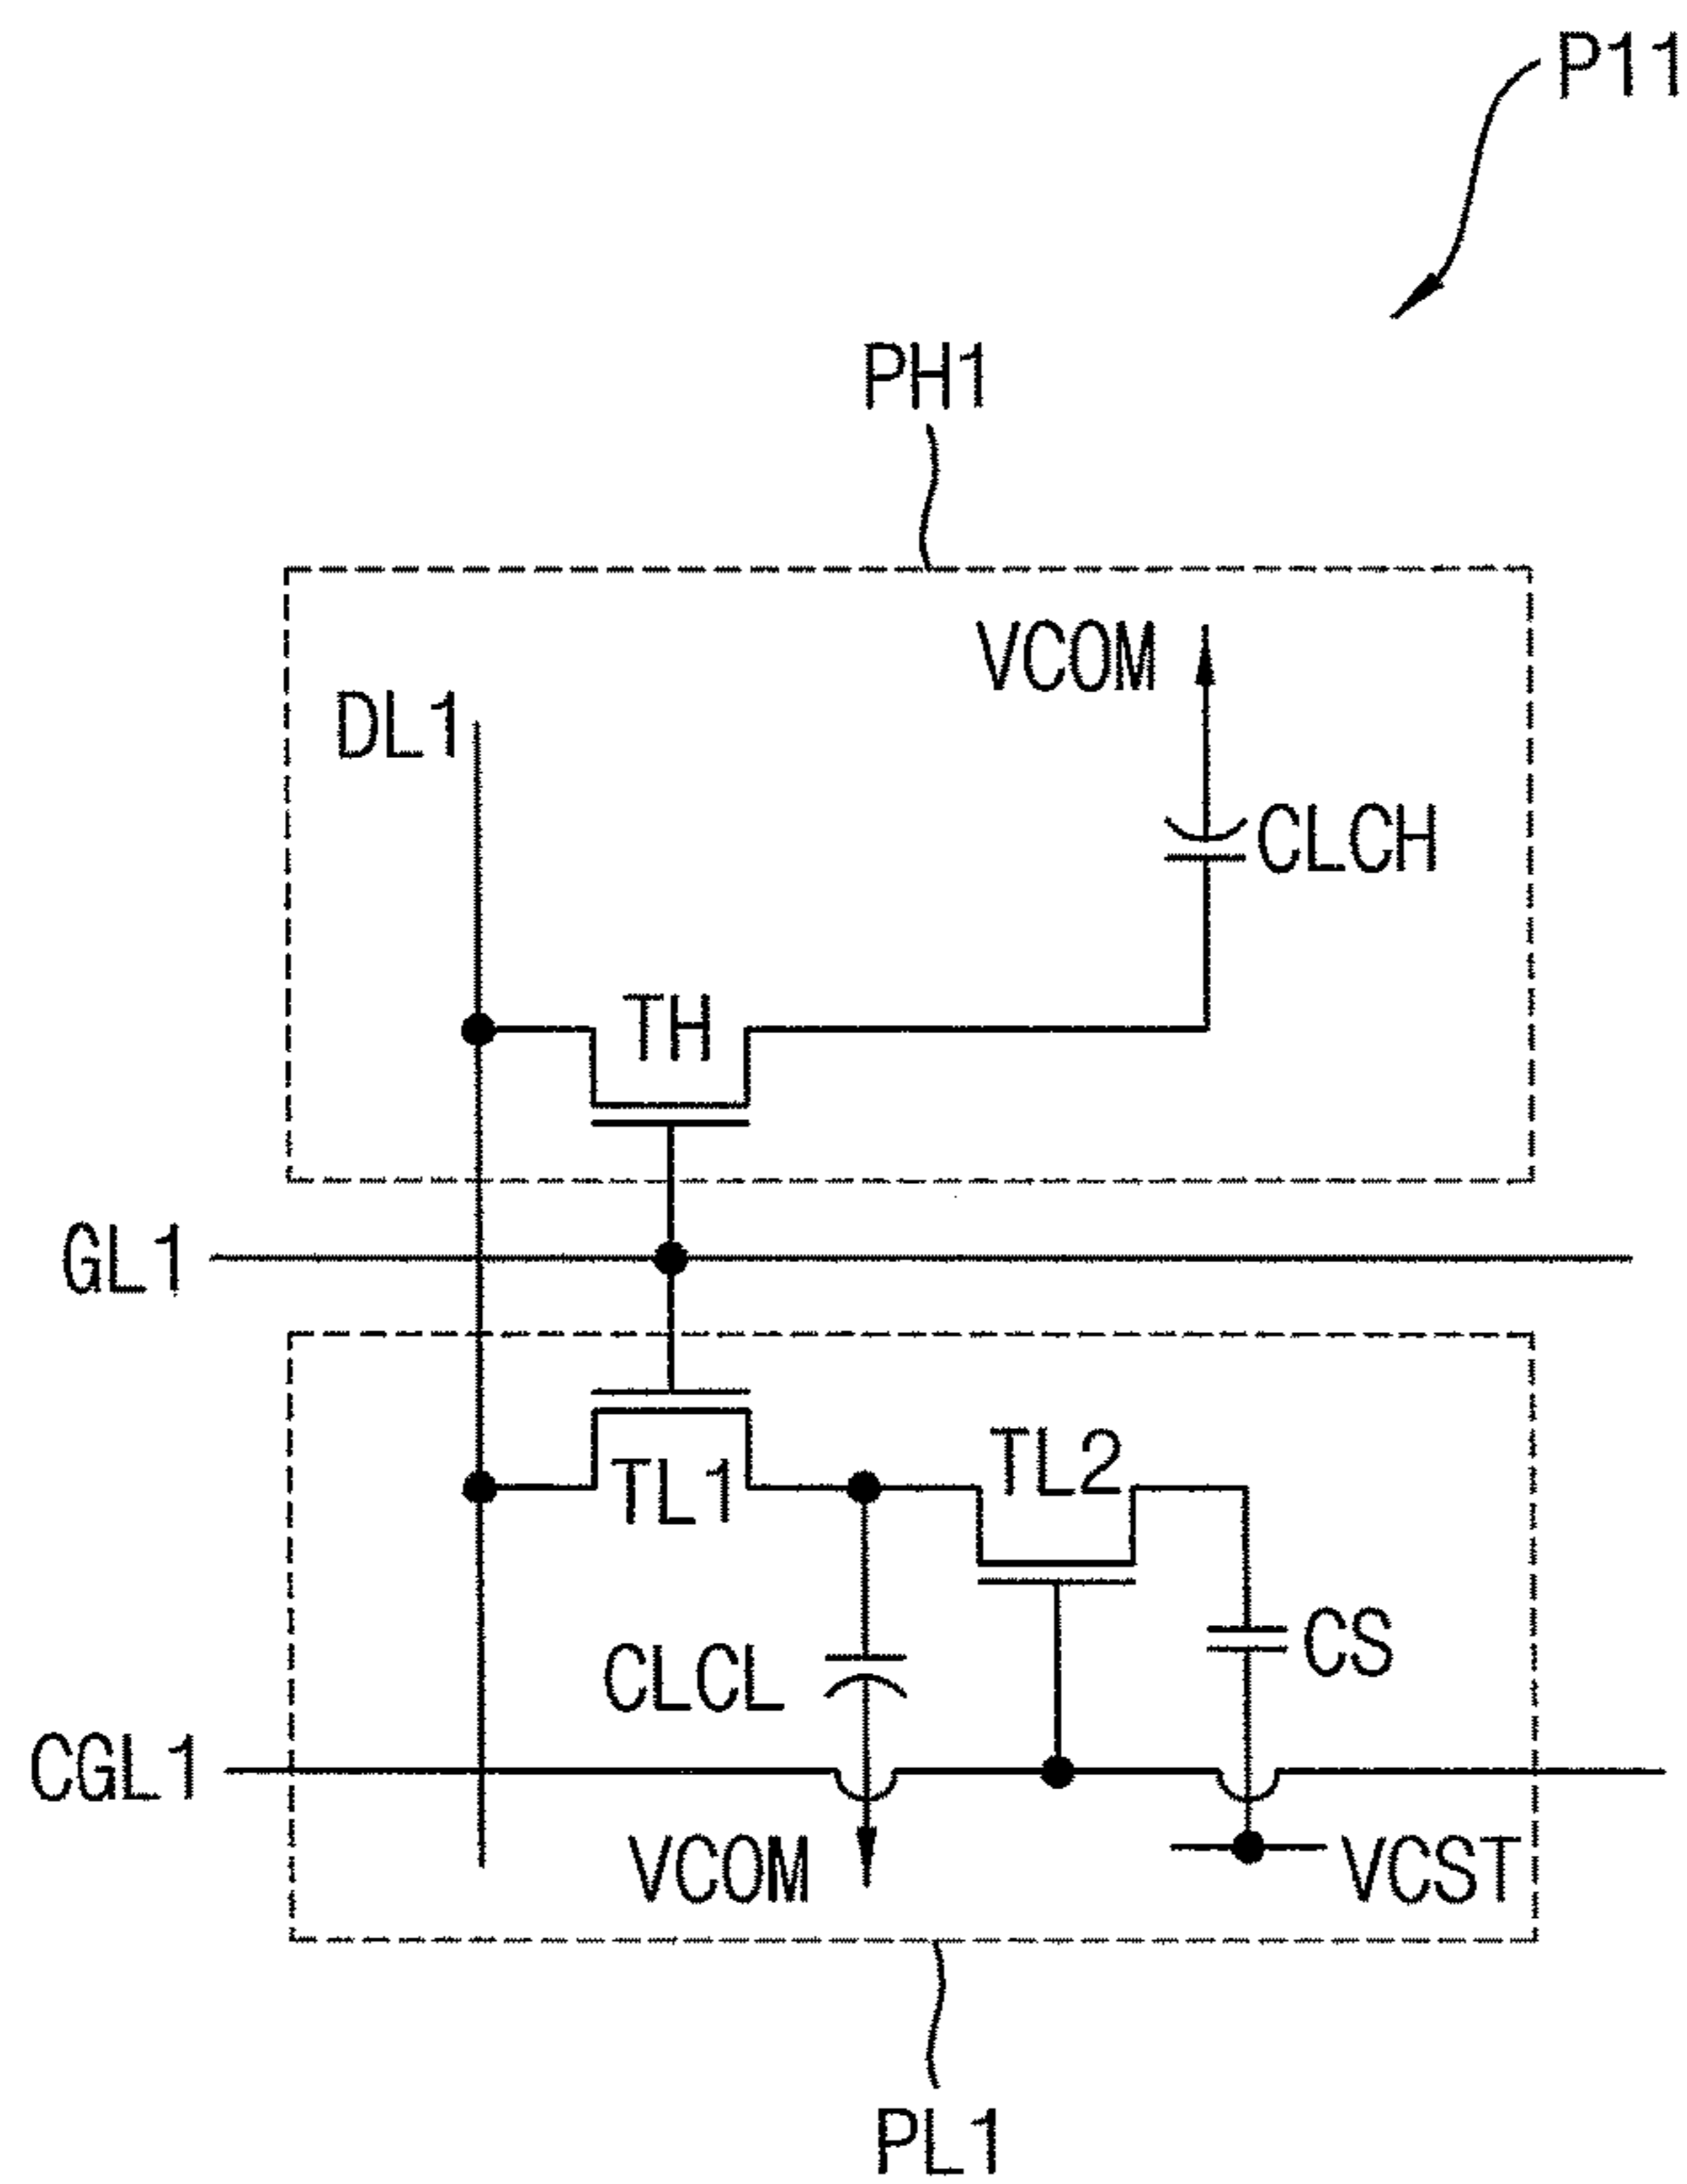 P11
PH1
VCOM
DL1
CLCH
TH
GL1
TL2
TL1
CS
CLCL
CGL1
VCOM
VCST
PL1